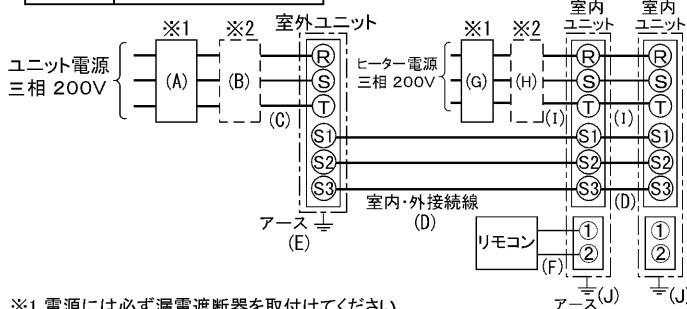 室外ユニット
室内
ユニット
室内
ユニット
※1
※2
※1
※2
ユニット電源
三相 200V
(A)
(B)
(C)
R
S
T
S1
S2
S3
ヒーター電源
三相 200V
(G)
(H)
(I)
(I)
R
S
T
S1
S2
S3
R
S
T
S1
S2
S3
室内・外接続線
(D)
(D)
アース
(E)
リモコン
(F)
①
②
①
②
アース
(J)
(J)
※1 電源には必ず漏電遮断器を取付けてください